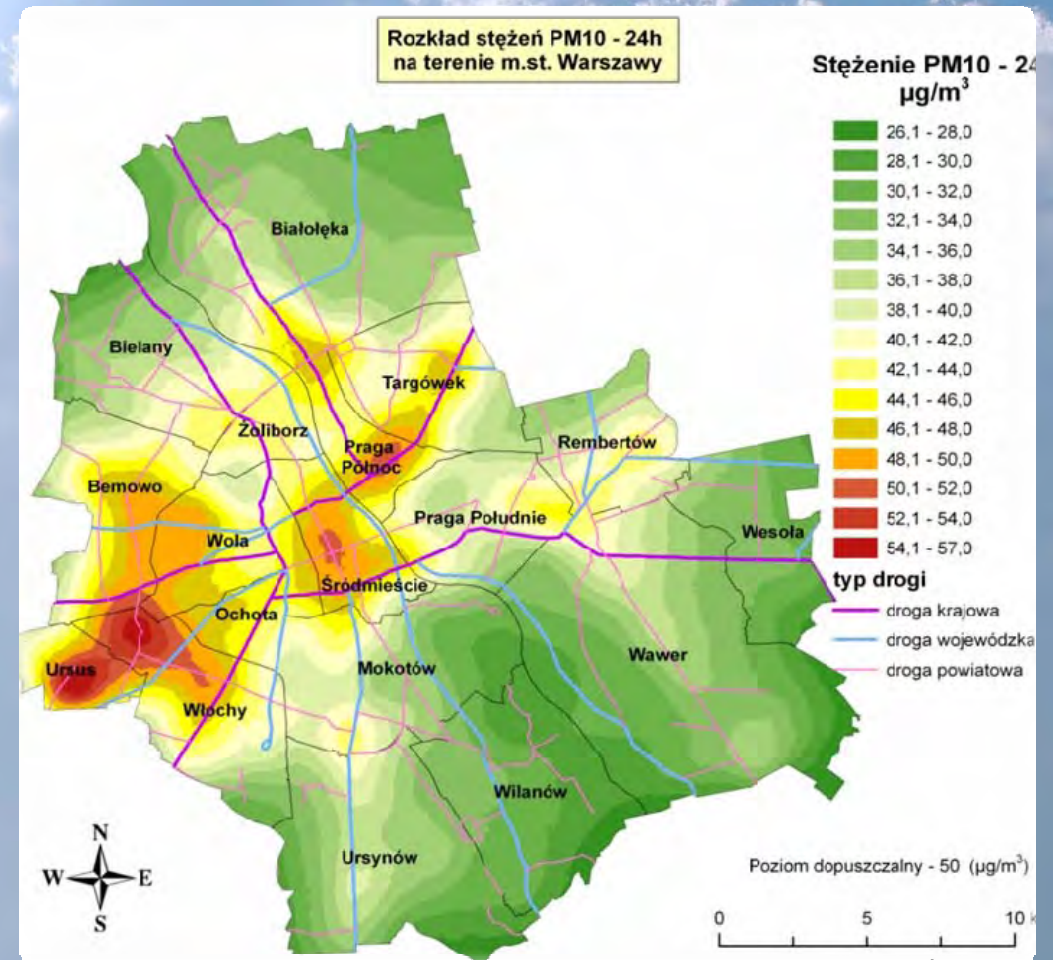 Rozkład stężeń PM10 - 24h
na terenie m.st. Warszawy
Stężenie PM10 - 24
µg/m³
26,1 - 28,0
28,1 - 30,0
30,1 - 32,0
32,1 - 34,0
34,1 - 36,0
36,1 - 38,0
38,1 - 40,0
40,1 - 42,0
42,1 - 44,0
44,1 - 46,0
46,1 - 48,0
48,1 - 50,0
50,1 - 52,0
52,1 - 54,0
54,1 - 57,0
typ drogi
droga krajowa
droga wojewódzka
droga powiatowa
Białołęka
Bielany
Targówek
Żoliborz
Praga
Północ
Rembertów
Bemowo
Praga Południe
Wesoła
Wola
Śródmieście
Ochota
Wawer
Mokotów
Ursus
Włochy
Wilanów
Ursynów
N
W E
S
Poziom dopuszczalny - 50 (µg/m³)
0 5 10